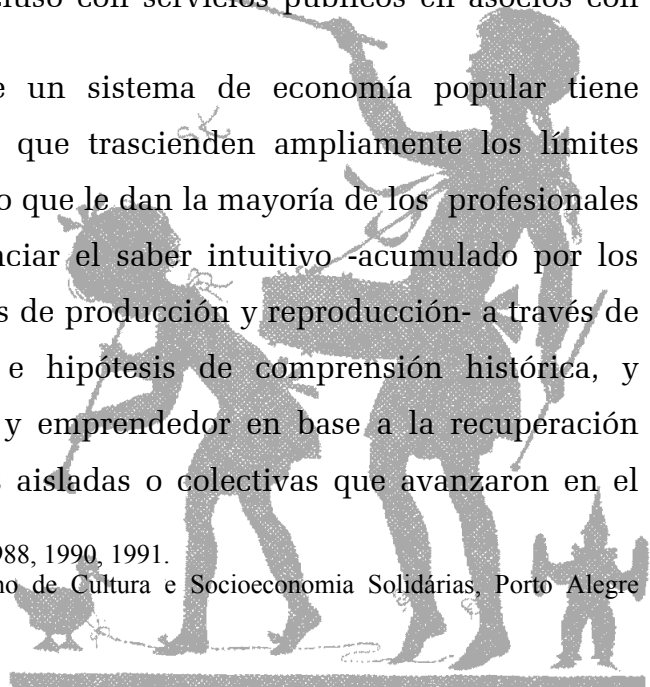 cluso con servicios públicos en asocios con
e un sistema de economía popular tiene
que trascienden ampliamente los límites
o que le dan la mayoría de los profesionales
nciar el saber intuitivo -acumulado por los
s de producción y reproducción- a través de
e hipótesis de comprensión histórica, y
y emprendedor en base a la recuperación
s aisladas o colectivas que avanzaron en el
988, 1990, 1991.
no de Cultura e Socioeconomia Solidárias, Porto Alegre